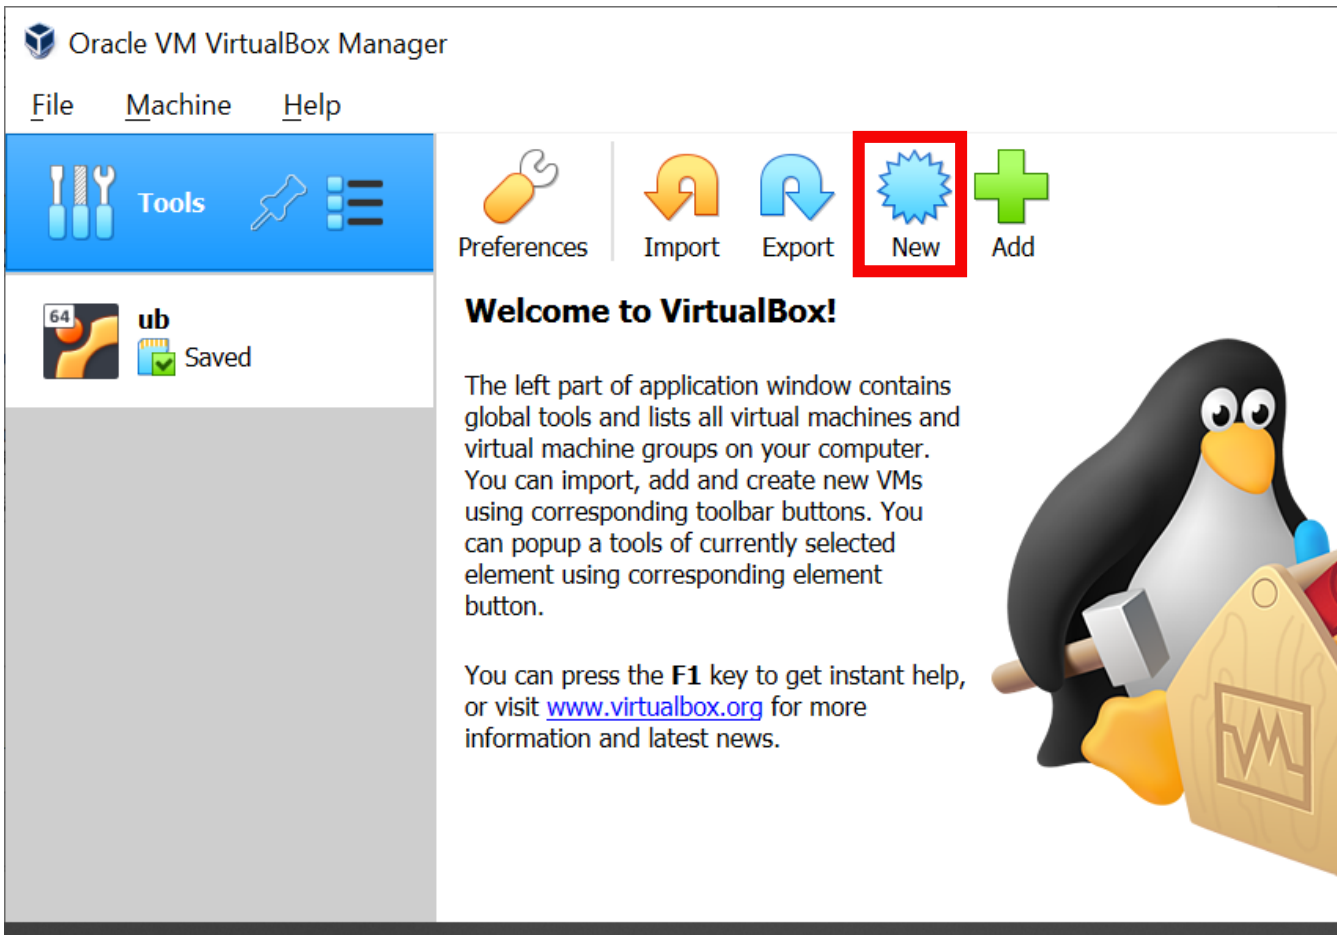 Oracle VM VirtualBox Manager
File Machine Help
Tools
Preferences Import Export New Add
64
ub
Saved
Welcome to VirtualBox!
The left part of application window contains
global tools and lists all virtual machines and
virtual machine groups on your computer.
You can import, add and create new VMs
using corresponding toolbar buttons. You
can popup a tools of currently selected
element using corresponding element
button.
You can press the F1 key to get instant help,
or visit www.virtualbox.org for more
information and latest news.